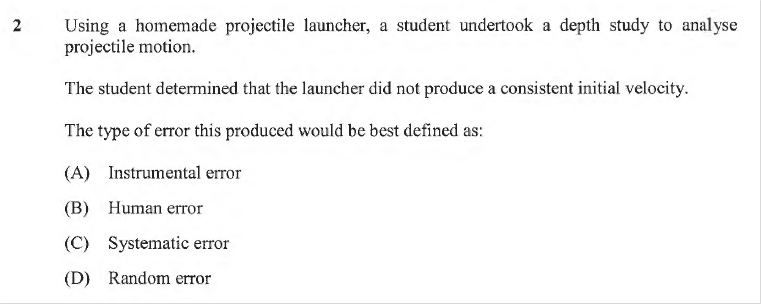 2 Using a homemade projectile launcher, a student undertook a depth study to analyse
projectile motion.
The student determined that the launcher did not produce a consistent initial velocity.
The type of error this produced would be best defined as:
(A) Instrumental error
(B) Human error
(C) Systematic error
(D) Random error